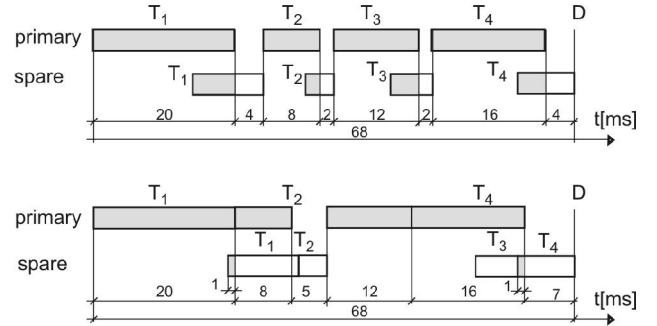 T1 T2 T3 T4 D
primary
spare T1 T2 T3 T4
20 4 8 2 12 2 16 4 t[ms]
68
T1 T2 T4 D
primary
T1 T2 T3 T4
spare
1 1
20 8 5 12 16 7 t[ms]
68